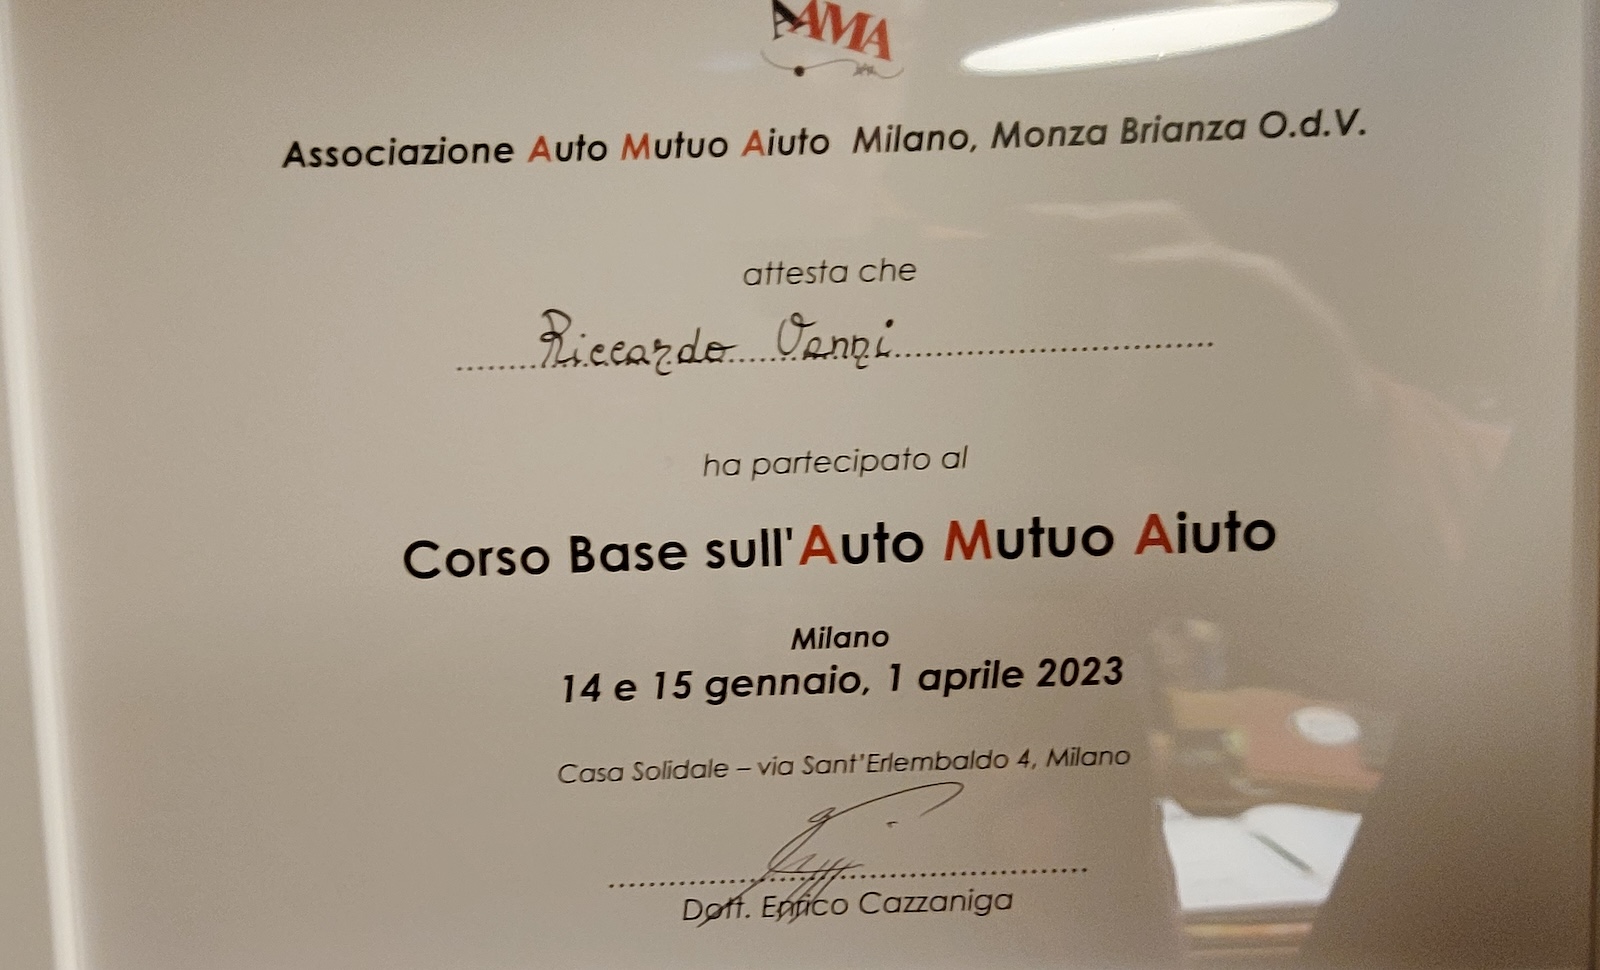 AMA
Associazione Auto Mutuo Aiuto Milano, Monza Brianza O.d.V.
attesta che
Riccardo Vanni
ha partecipato al
Corso Base sull'Auto Mutuo Aiuto
Milano
14 e 15 gennaio, 1 aprile 2023
Casa Solidale – via Sant'Erlembaldo 4, Milano
Dott. Enrico Cazzaniga